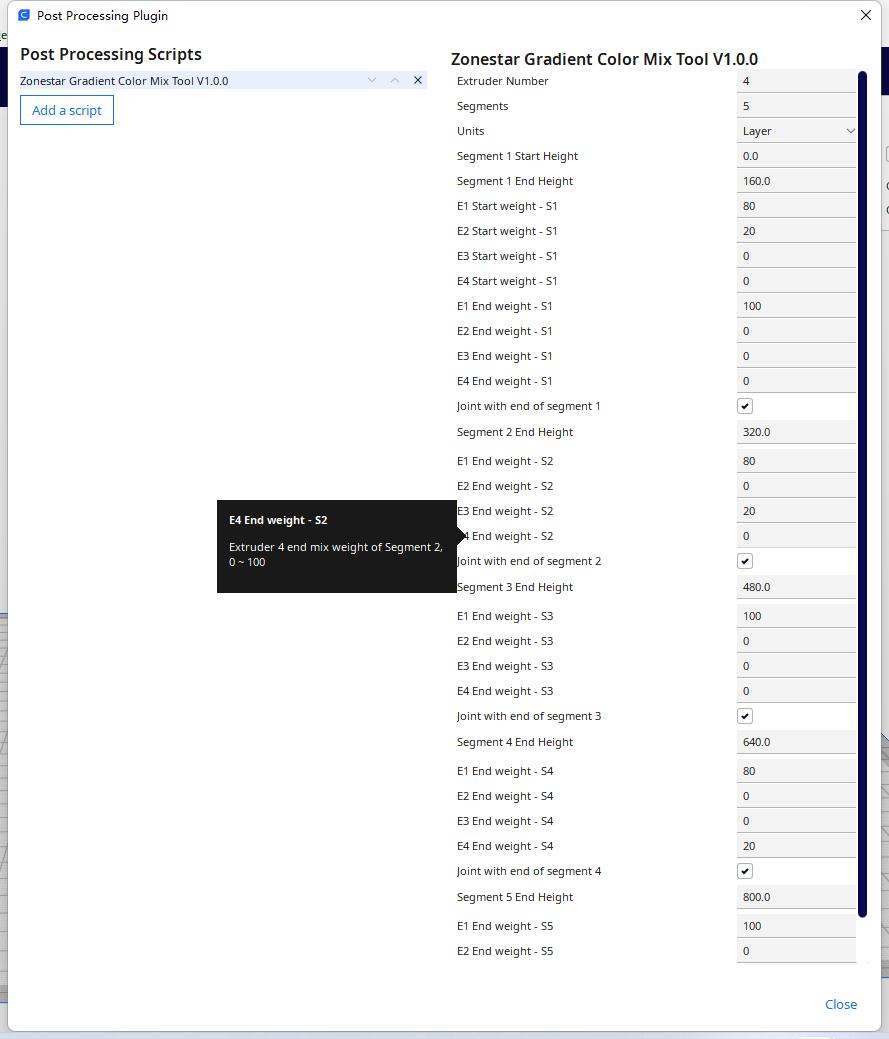 Post Processing Plugin
Post Processing Scripts
Zonestar Gradient Color Mix Tool V1.0.0
Add a script
Zonestar Gradient Color Mix Tool V1.0.0
Extruder Number 4
Segments 5
Units Layer
Segment 1 Start Height 0.0
Segment 1 End Height 160.0
E1 Start weight - S1 80
E2 Start weight - S1 20
E3 Start weight - S1 0
E4 Start weight - S1 0
E1 End weight - S1 100
E2 End weight - S1 0
E3 End weight - S1 0
E4 End weight - S1 0
Joint with end of segment 1
Segment 2 End Height 320.0
E1 End weight - S2 80
E2 End weight - S2 0
E3 End weight - S2 20
4 End weight - S2 0
E4 End weight - S2
Extruder 4 end mix weight of Segment 2,
0 ~ 100
Joint with end of segment 2
Segment 3 End Height 480.0
E1 End weight - S3 100
E2 End weight - S3 0
E3 End weight - S3 0
E4 End weight - S3 0
Joint with end of segment 3
Segment 4 End Height 640.0
E1 End weight - S4 80
E2 End weight - S4 0
E3 End weight - S4 0
E4 End weight - S4 20
Joint with end of segment 4
Segment 5 End Height 800.0
E1 End weight - S5 100
E2 End weight - S5 0
Close